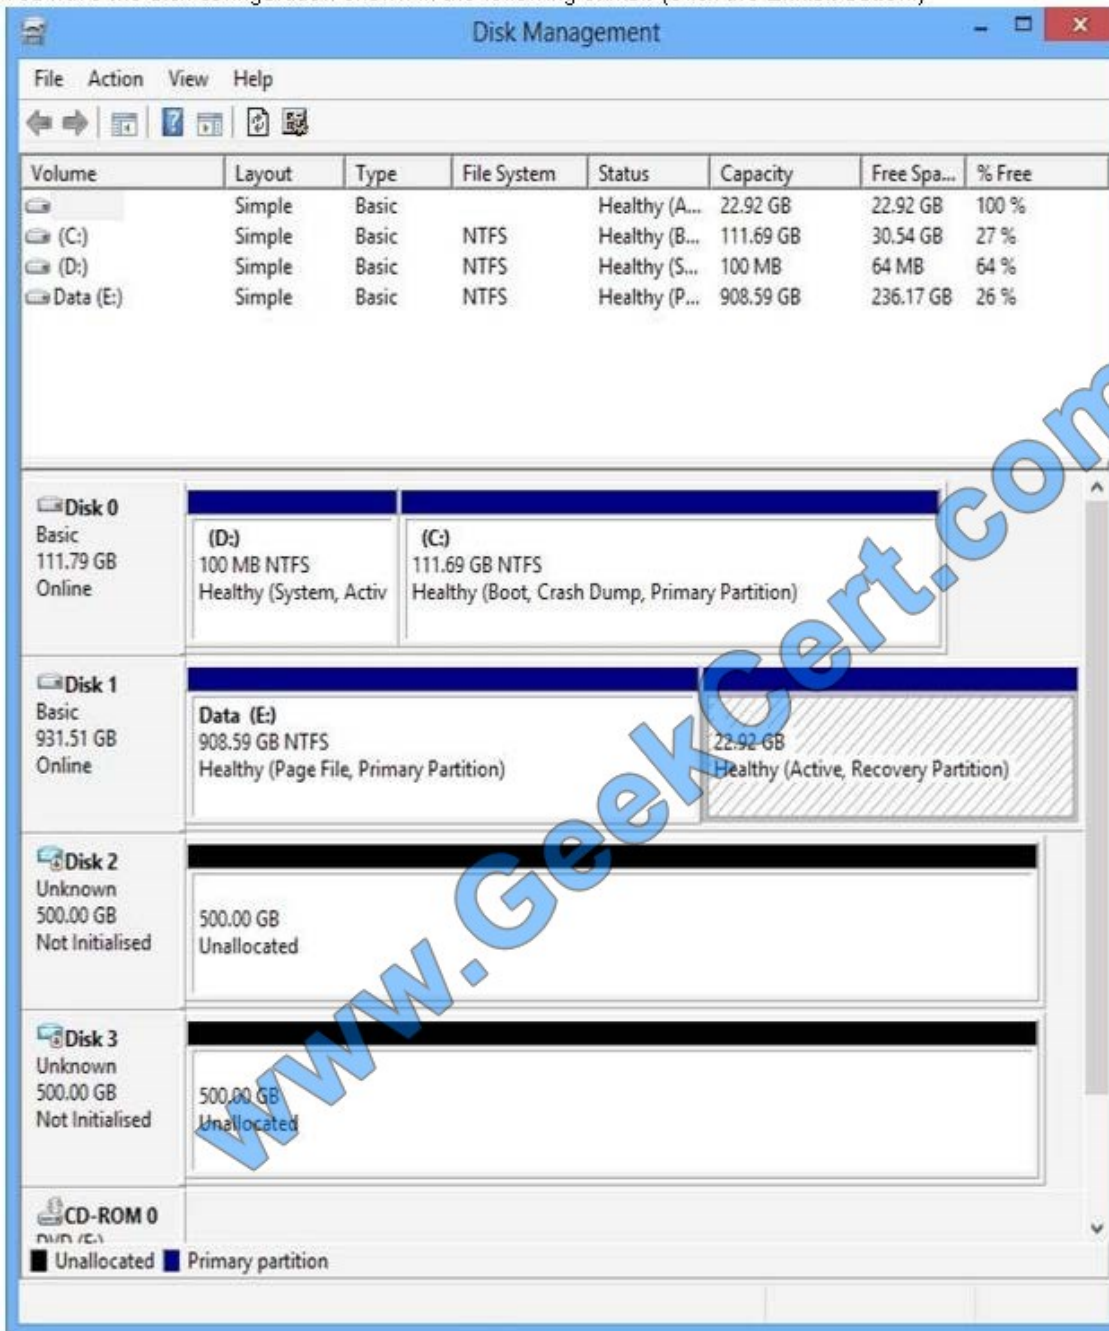 Disk Management
File Action View Help
Volume Layout Type File System Status Capacity Free Spa... % Free
Simple Basic Healthy (A... 22.92 GB 22.92 GB 100 %
(C:) Simple Basic NTFS Healthy (B... 111.69 GB 30.54 GB 27 %
(D:) Simple Basic NTFS Healthy (S... 100 MB 64 MB 64 %
Data (E:) Simple Basic NTFS Healthy (P... 908.59 GB 236.17 GB 26 %
Disk 0
Basic
111.79 GB
Online
(D:)
100 MB NTFS
Healthy (System, Activ
(C:)
111.69 GB NTFS
Healthy (Boot, Crash Dump, Primary Partition)
Disk 1
Basic
931.51 GB
Online
Data (E:)
908.59 GB NTFS
Healthy (Page File, Primary Partition)
22.92 GB
Healthy (Active, Recovery Partition)
Disk 2
Unknown
500.00 GB
Not Initialised
500.00 GB
Unallocated
Disk 3
Unknown
500.00 GB
Not Initialised
500.00 GB
Unallocated
CD-ROM 0
Unallocated Primary partition
www.GeekCert.com